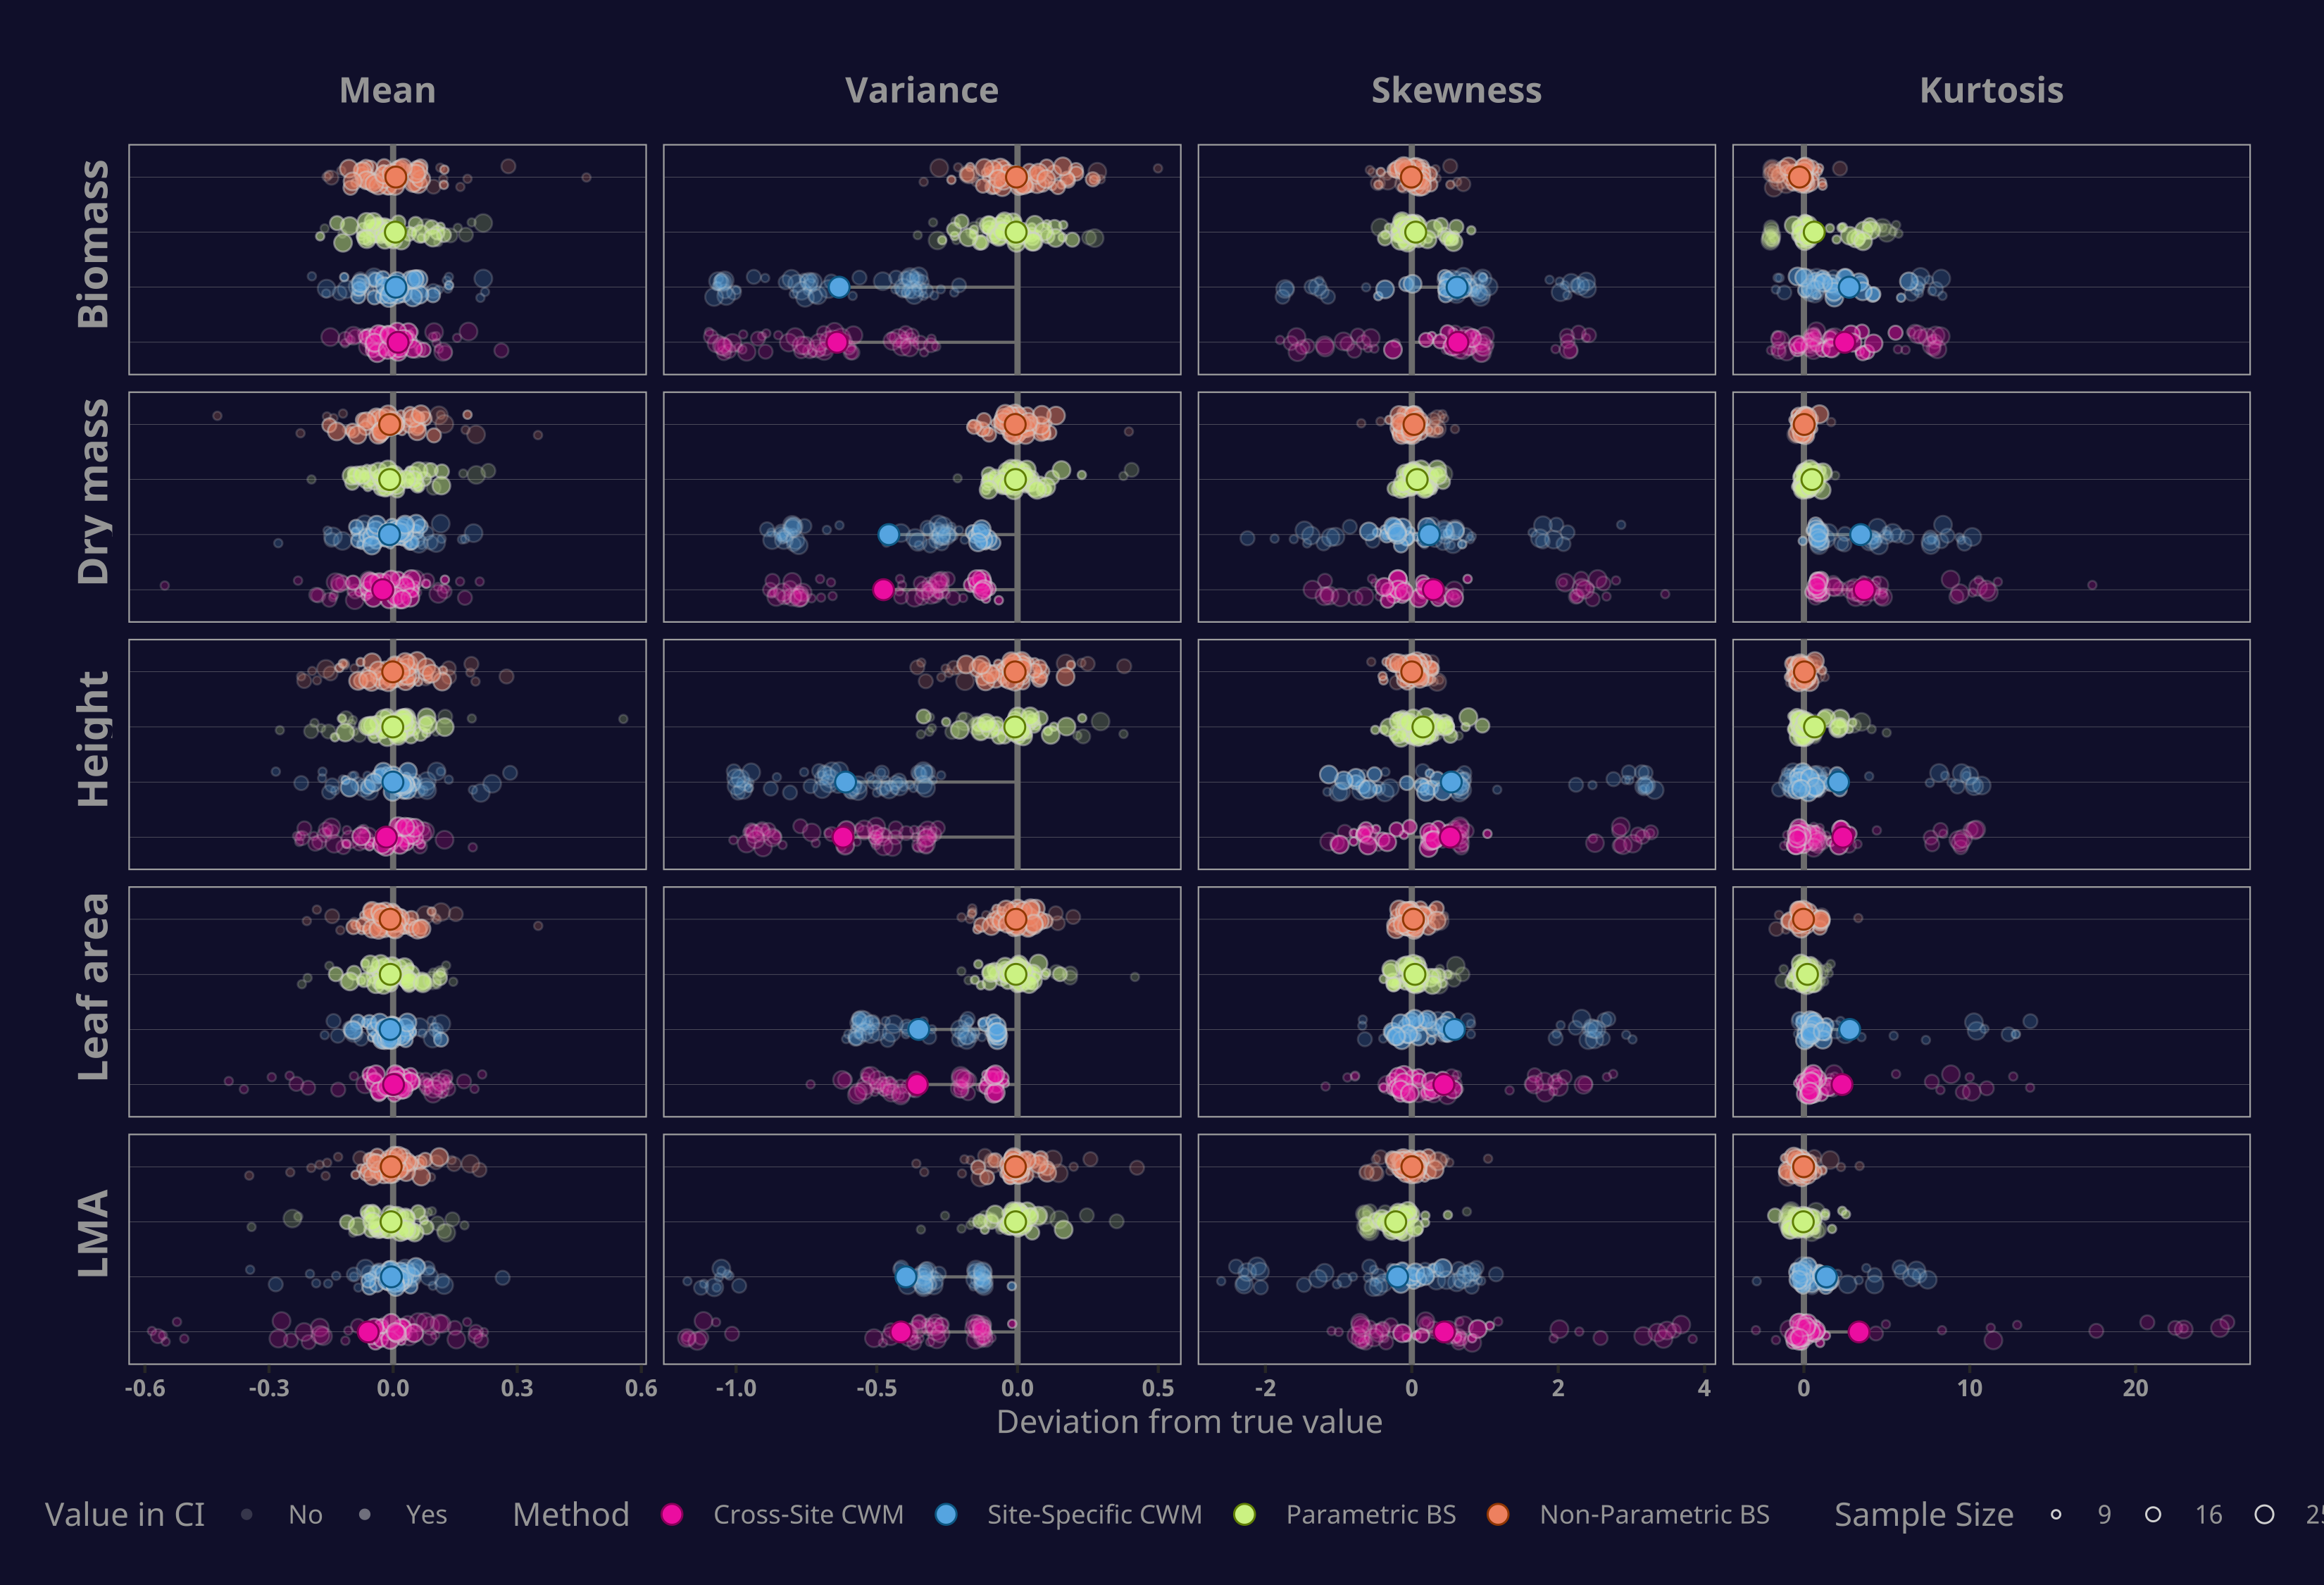 Mean Variance Skewness Kurtosis
Biomass
Dry mass
Height
Leaf area
LMA
-0.6 -0.3 0.0 0.3 0.6 -1.0 -0.5 0.0 0.5 -2 0 2 4 0 10 20
Deviation from true value
Value in CI No Yes Method Cross-Site CWM Site-Specific CWM Parametric BS Non-Parametric BS Sample Size 9 16